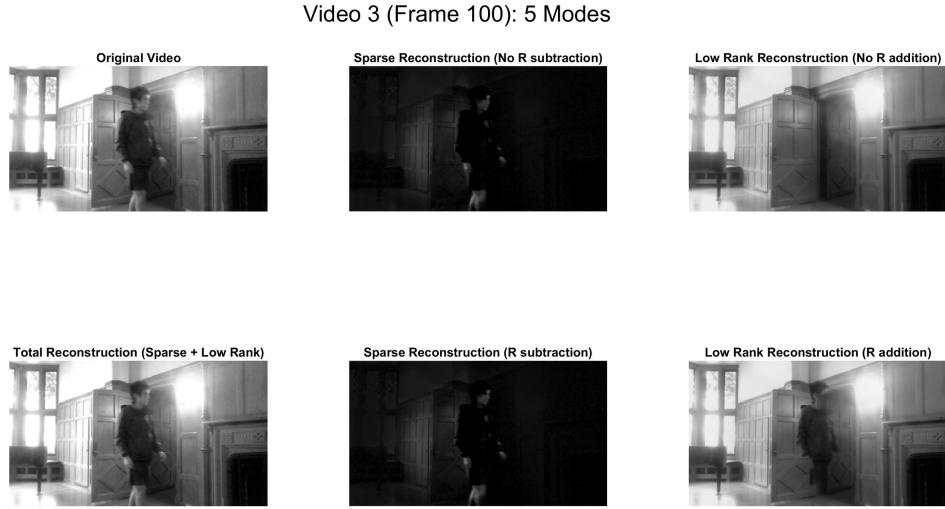 Video 3 (Frame 100): 5 Modes
Original Video
Sparse Reconstruction (No R subtraction)
Low Rank Reconstruction (No R addition)
Total Reconstruction (Sparse + Low Rank)
Sparse Reconstruction (R subtraction)
Low Rank Reconstruction (R addition)